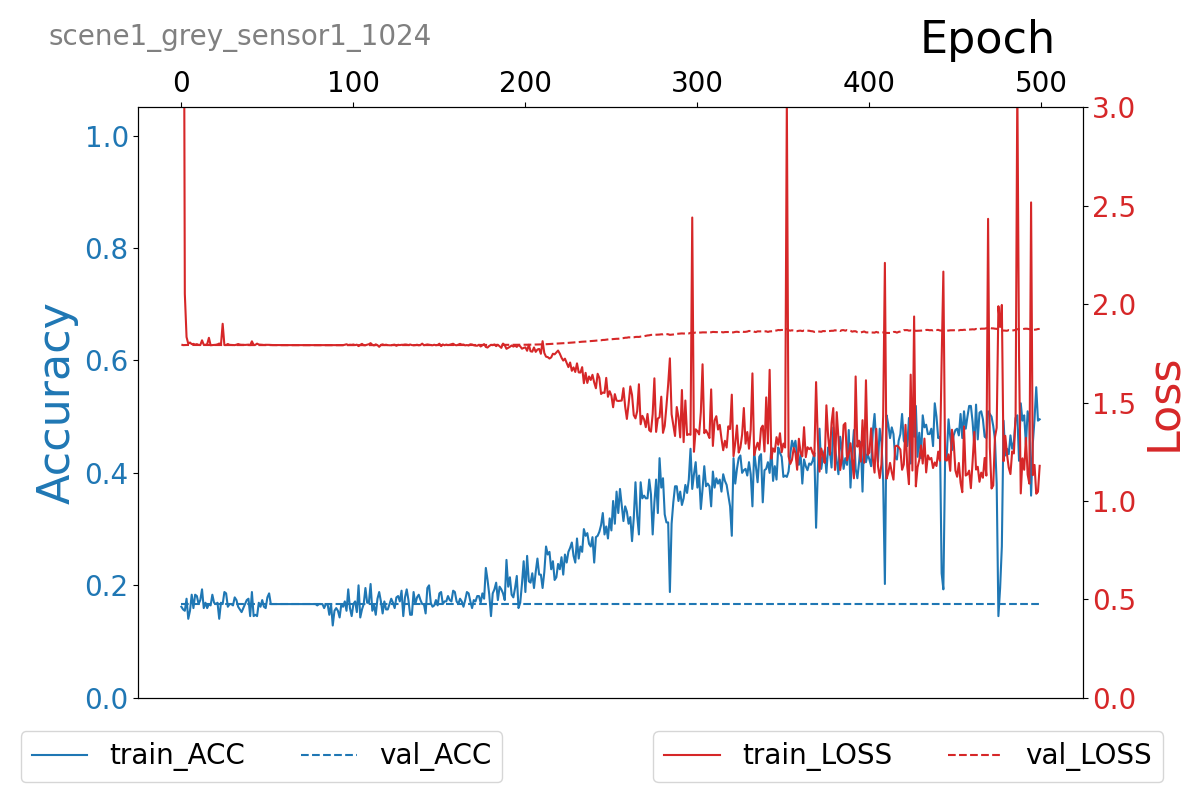 scene1_grey_sensor1_1024
Epoch
0 100 200 300 400 500
1.0
0.8
0.6
0.4
0.2
0.0
Accuracy
3.0
2.5
2.0
1.5
1.0
0.5
0.0
Loss
train_ACC val_ACC
train_LOSS val_LOSS